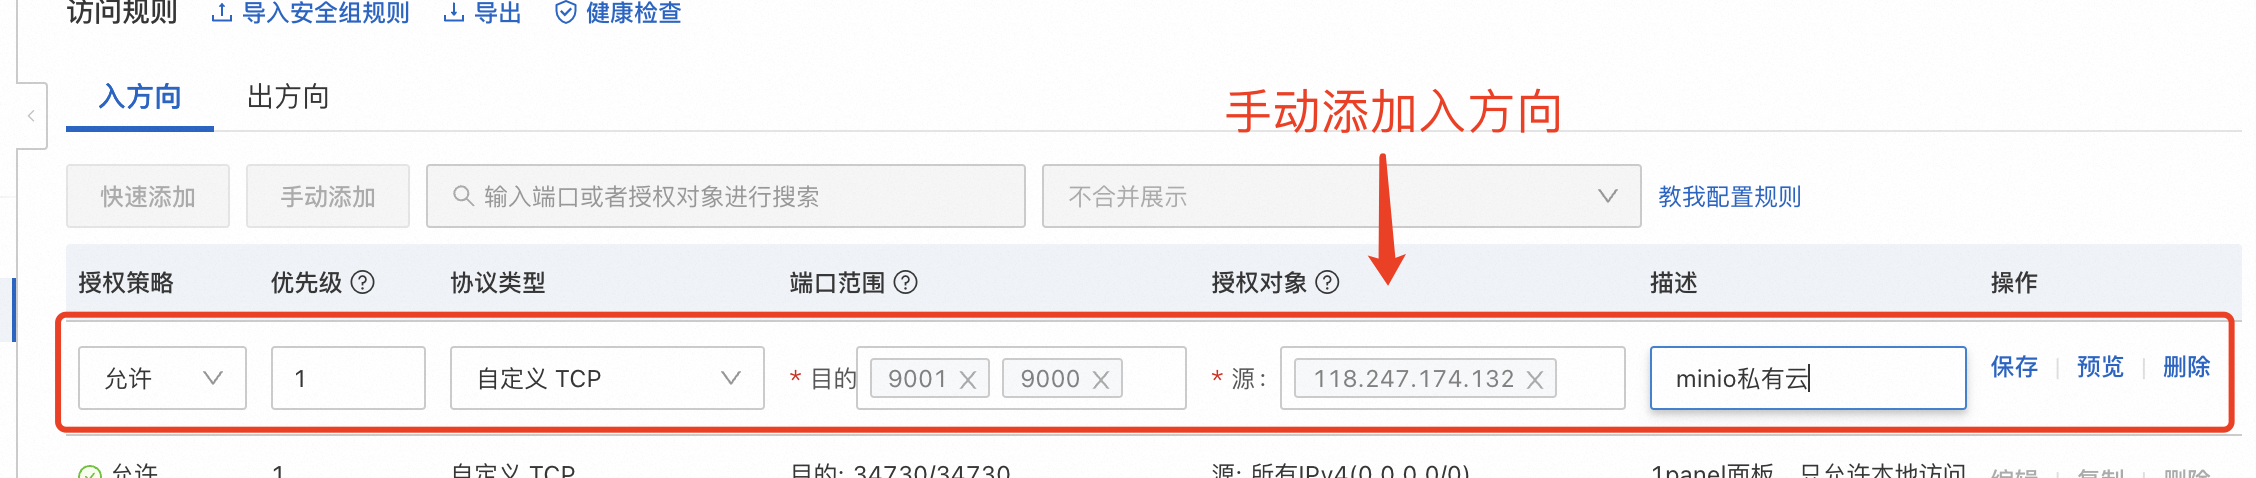 访问规则 导入安全组规则 导出 健康检查
入方向 出方向
手动添加入方向
快速添加 手动添加 输入端口或者授权对象进行搜索 不合并展示 教我配置规则
授权策略 优先级 协议类型 端口范围 授权对象 描述 操作
允许 1 自定义 TCP * 目的 9001 9000 * 源: 118.247.174.132 minio私有云 保存 预览 删除
允许 1 自定义 TCP 目的: 34730/34730 源: 所有IPv4(0.0.0.0/0) 1panel面板，只允许本地访问 编辑 复制 删除